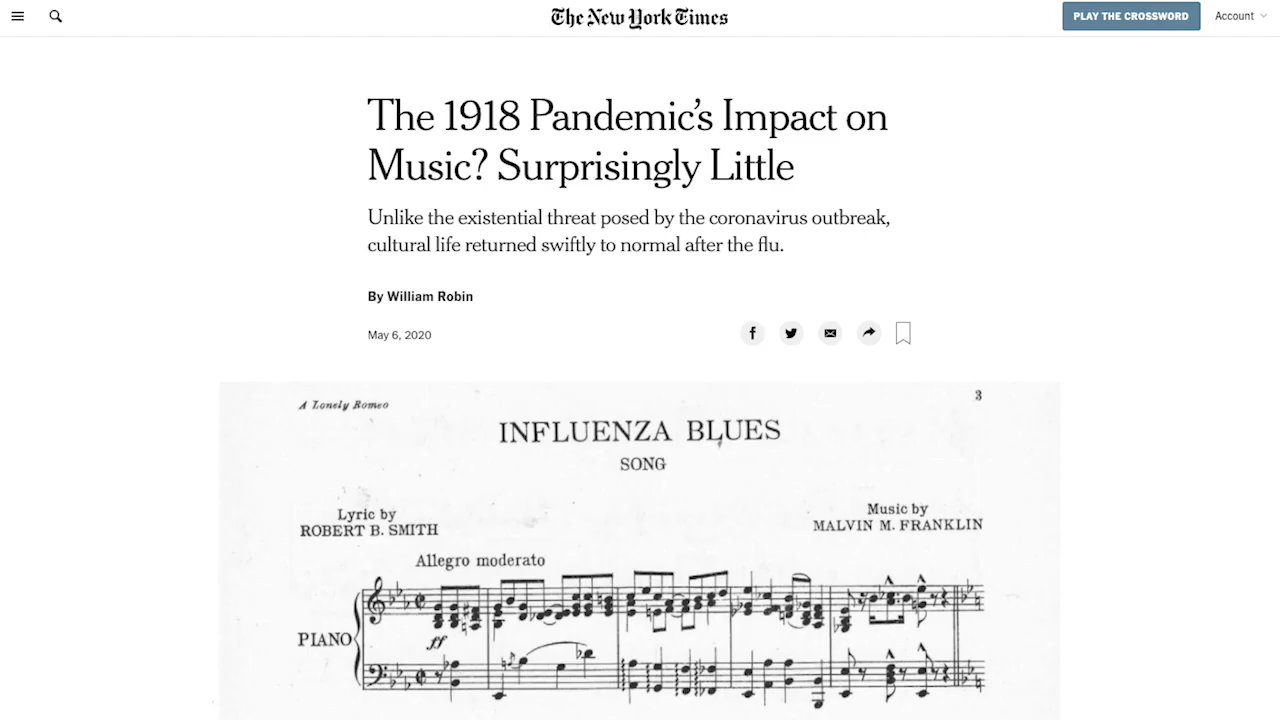 The New York Times
PLAY THE CROSSWORD
Account
The 1918 Pandemic's Impact on
Music? Surprisingly Little
Unlike the existential threat posed by the coronavirus outbreak,
cultural life returned swiftly to normal after the flu.
By William Robin
May 6, 2020
A Lonely Romeo
3
INFLUENZA BLUES
SONG
Lyric by
ROBERT B. SMITH
Music by
MALVIN M. FRANKLIN
Allegro moderato
PIANO
ff